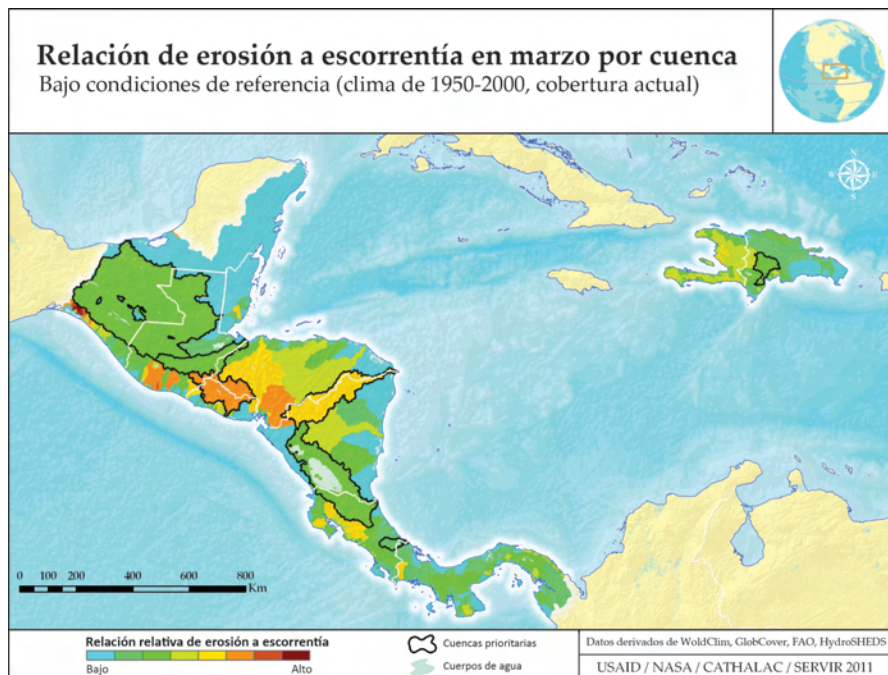 Relación de erosión a escorrentía en marzo por cuenca
Bajo condiciones de referencia (clima de 1950-2000, cobertura actual)
N
W E
S
0 100 200 400 600 800
Km
Relación relativa de erosión a escorrentía
Bajo Alto
Cuencas prioritarias
Cuerpos de agua
Datos derivados de WoldClim, GlobCover, FAO, HydroSHEDS
USAID / NASA / CATHALAC / SERVIR 2011